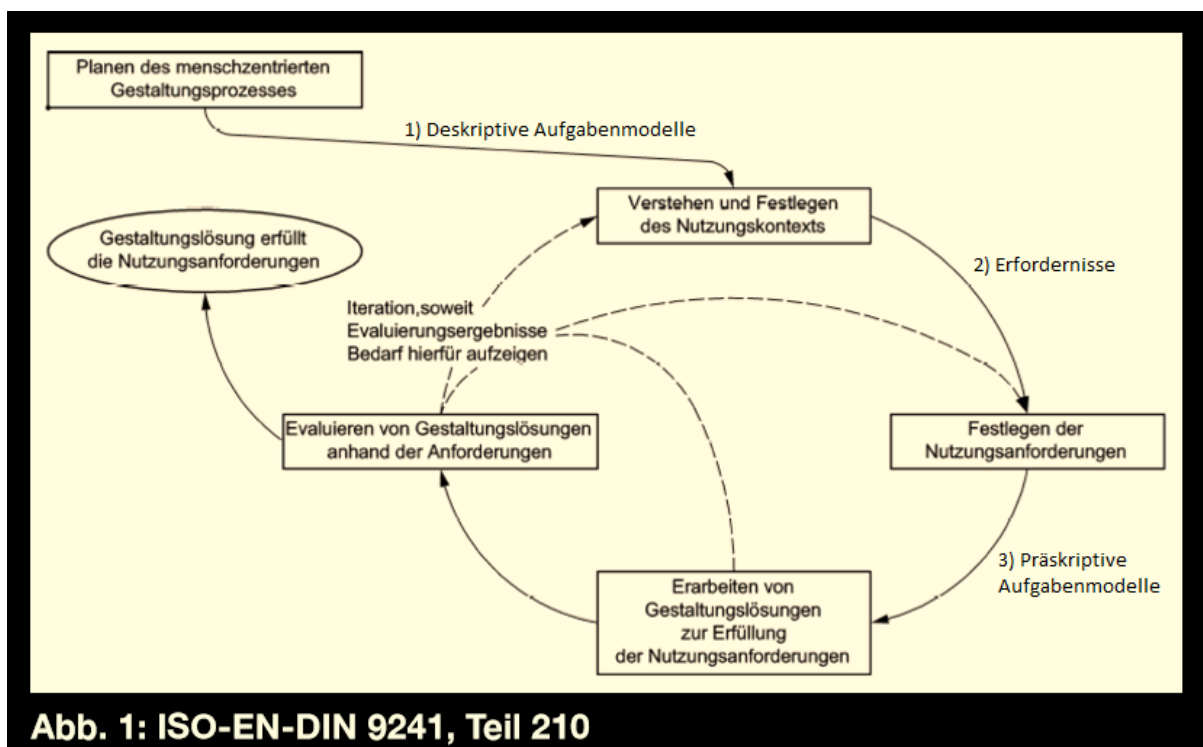 Planen des menschzentrierten
Gestaltungsprozesses
1) Deskriptive Aufgabenmodelle
Verstehen und Festlegen
des Nutzungskontexts
Gestaltungslösung erfüllt
die Nutzungsanforderungen
2) Erfordernisse
Iteration,soweit
Evaluierungsergebnisse
Bedarf hierfür aufzeigen
Evaluieren von Gestaltungslösungen
anhand der Anforderungen
Festlegen der
Nutzungsanforderungen
3) Präskriptive
Aufgabenmodelle
Erarbeiten von
Gestaltungslösungen
zur Erfüllung
der Nutzungsanforderungen
Abb. 1: ISO-EN-DIN 9241, Teil 210